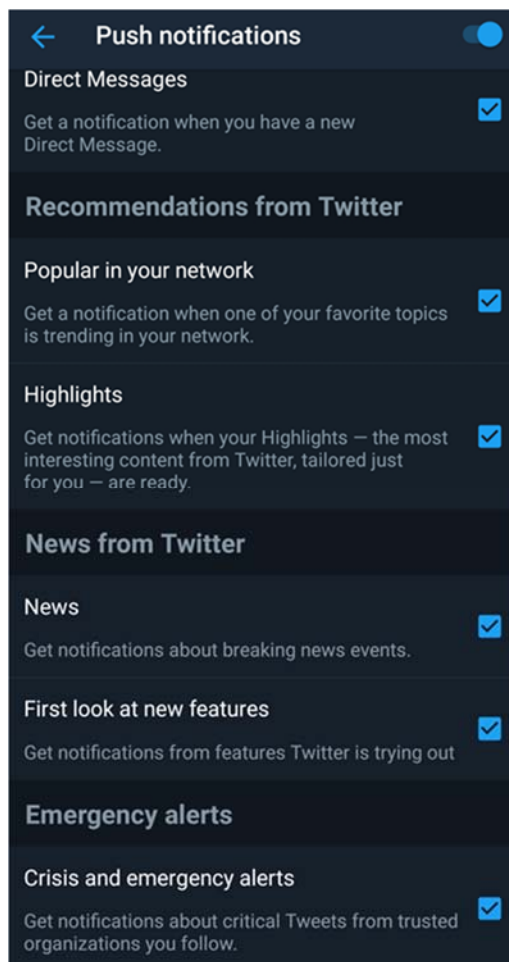 Push notifications
Direct Messages
Get a notification when you have a new
Direct Message.
Recommendations from Twitter
Popular in your network
Get a notification when one of your favorite topics
is trending in your network.
Highlights
Get notifications when your Highlights — the most
interesting content from Twitter, tailored just
for you — are ready.
News from Twitter
News
Get notifications about breaking news events.
First look at new features
Get notifications from features Twitter is trying out
Emergency alerts
Crisis and emergency alerts
Get notifications about critical Tweets from trusted
organizations you follow.